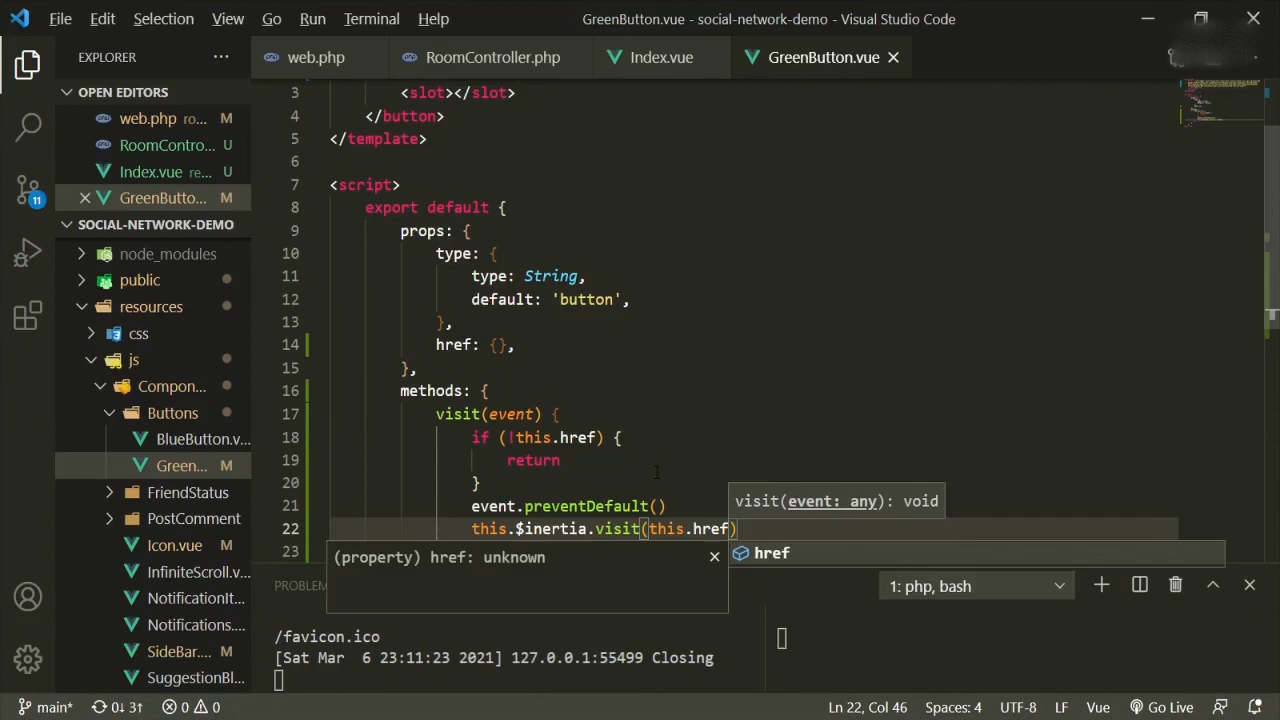 File Edit Selection View Go Run Terminal Help GreenButton.vue - social-network-demo - Visual Studio Code
EXPLORER ... web.php RoomController.php Index.vue GreenButton.vue
OPEN EDITORS
web.php ro... M
RoomContro... U
Index.vue re... U
GreenButto... M
SOCIAL-NETWORK-DEMO
node_modules
public
resources
css
js
Compon...
Buttons
BlueButton.v...
Green... M
FriendStatus
PostComment
Icon.vue
InfiniteScroll.v...
NotificationIt...
Notifications....
SideBar.... M
SuggestionBl...
11
3 <slot></slot>
4 </button>
5 </template>
6
7 <script>
8 export default {
9 props: {
10 type: {
11 type: String,
12 default: 'button',
13 },
14 href: {},
15 },
16 methods: {
17 visit(event) {
18 if (!this.href) {
19 return
20 }
21 event.preventDefault()
22 this.$inertia.visit(this.href)
23
visit(event: any): void
href
(property) href: unknown
PROBLEM
1: php, bash
/favicon.ico
[Sat Mar 6 23:11:23 2021] 127.0.0.1:55499 Closing
main* 0↓ 3↑ 0 0 Ln 22, Col 46 Spaces: 4 UTF-8 LF Vue Go Live